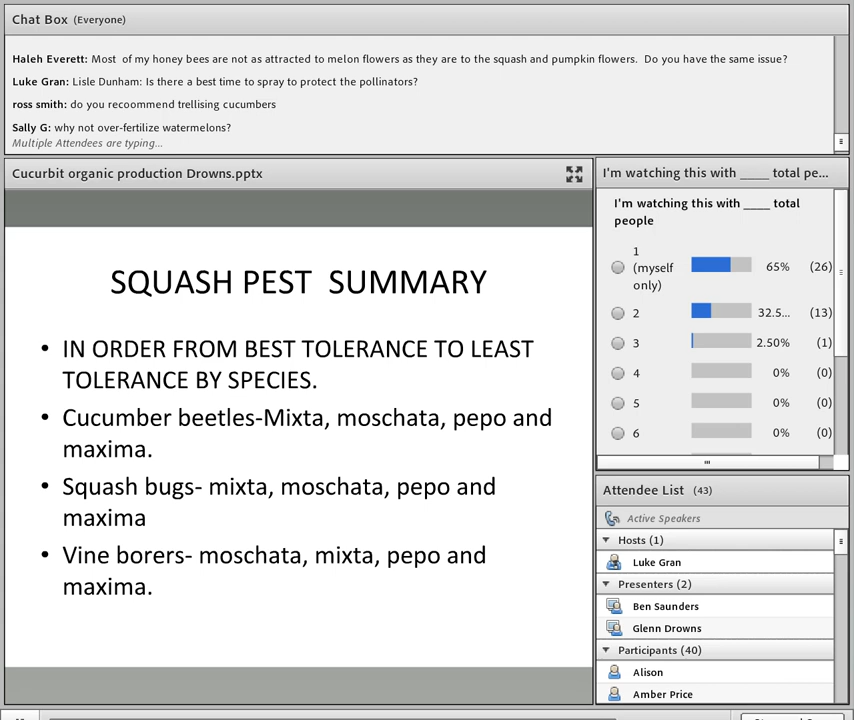 Chat Box (Everyone)
Haleh Everett: Most of my honey bees are not as attracted to melon flowers as they are to the squash and pumpkin flowers. Do you have the same issue?
Luke Gran: Lisle Dunham: Is there a best time to spray to protect the pollinators?
ross smith: do you recoommend trellising cucumbers
Sally G: why not over-fertilize watermelons?
Multiple Attendees are typing...
Cucurbit organic production Drowns.pptx
SQUASH PEST SUMMARY
• IN ORDER FROM BEST TOLERANCE TO LEAST
TOLERANCE BY SPECIES.
• Cucumber beetles-Mixta, moschata, pepo and
maxima.
• Squash bugs- mixta, moschata, pepo and
maxima
• Vine borers- moschata, mixta, pepo and
maxima.
I'm watching this with ____ total pe...
I'm watching this with ____ total
people
1
(myself
only)
65% (26)
2 32.5... (13)
3 2.50% (1)
4 0% (0)
5 0% (0)
6 0% (0)
Attendee List (43)
Active Speakers
Hosts (1)
Luke Gran
Presenters (2)
Ben Saunders
Glenn Drowns
Participants (40)
Alison
Amber Price